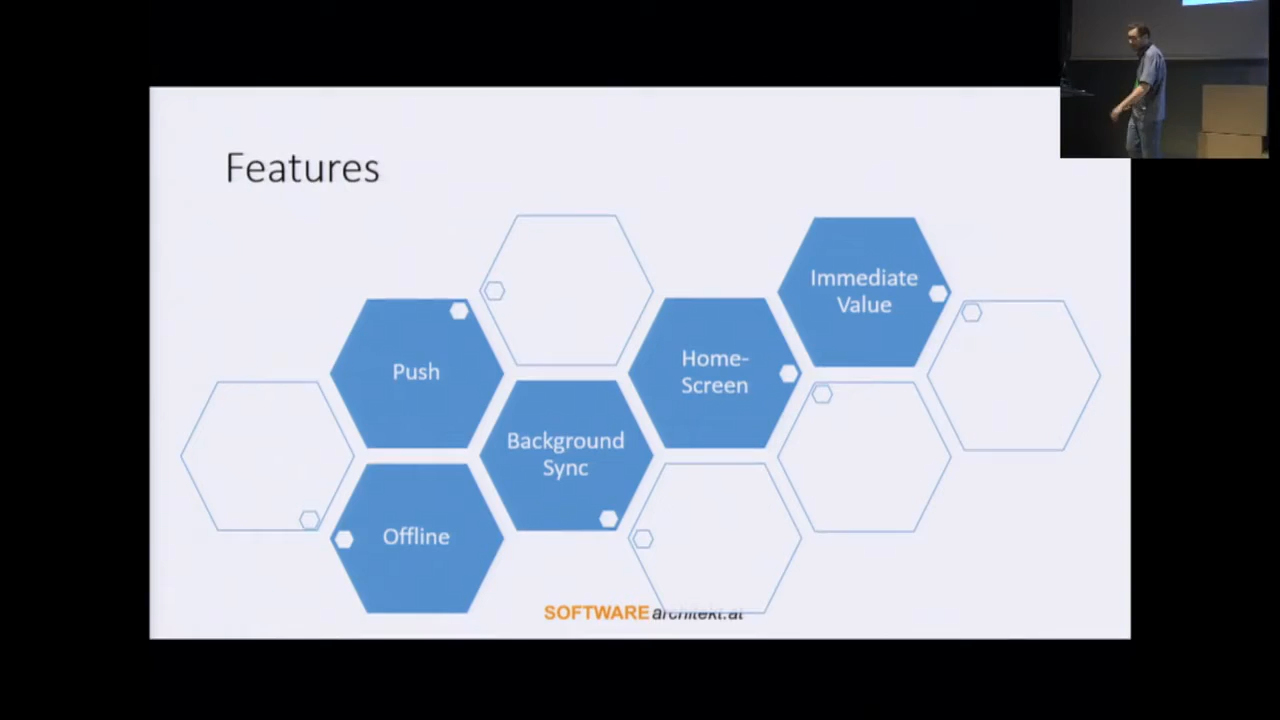 Features
Immediate
Value
Home-
Screen
Push
Background
Sync
Offline
SOFTWAREarchitekt.at